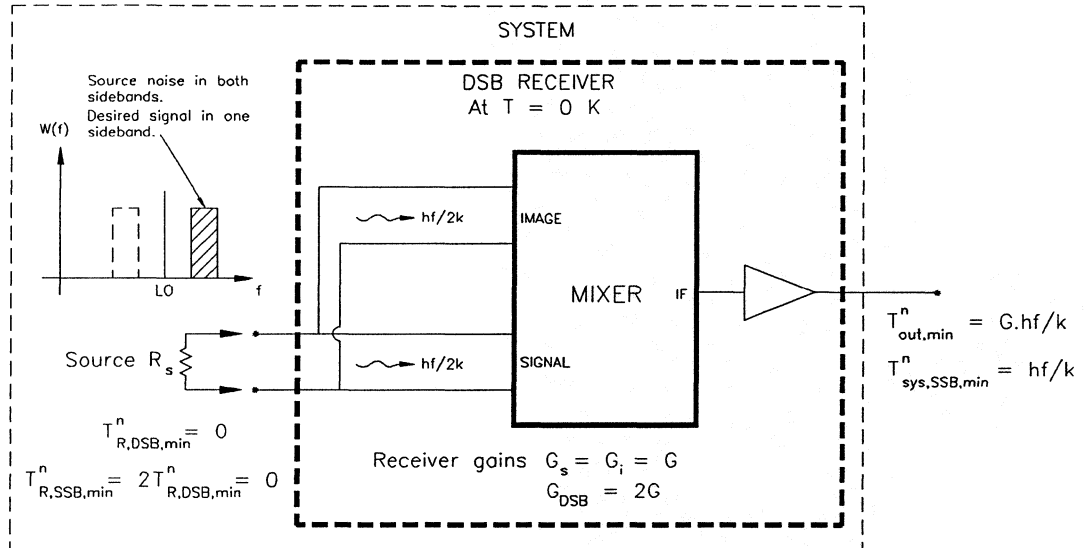 SYSTEM
Source noise in both
sidebands.
Desired signal in one
sideband.
W(f)
LO
f
DSB RECEIVER
At T = 0 K
hf/2k
IMAGE
MIXER
IF
hf/2k
SIGNAL
Source R_s
T^n_out,min = G.hf/k
T^n_sys,SSB,min = hf/k
T^n_R,DSB,min = 0
T^n_R,SSB,min = 2T^n_R,DSB,min = 0
Receiver gains G_s = G_i = G
G_DSB = 2G